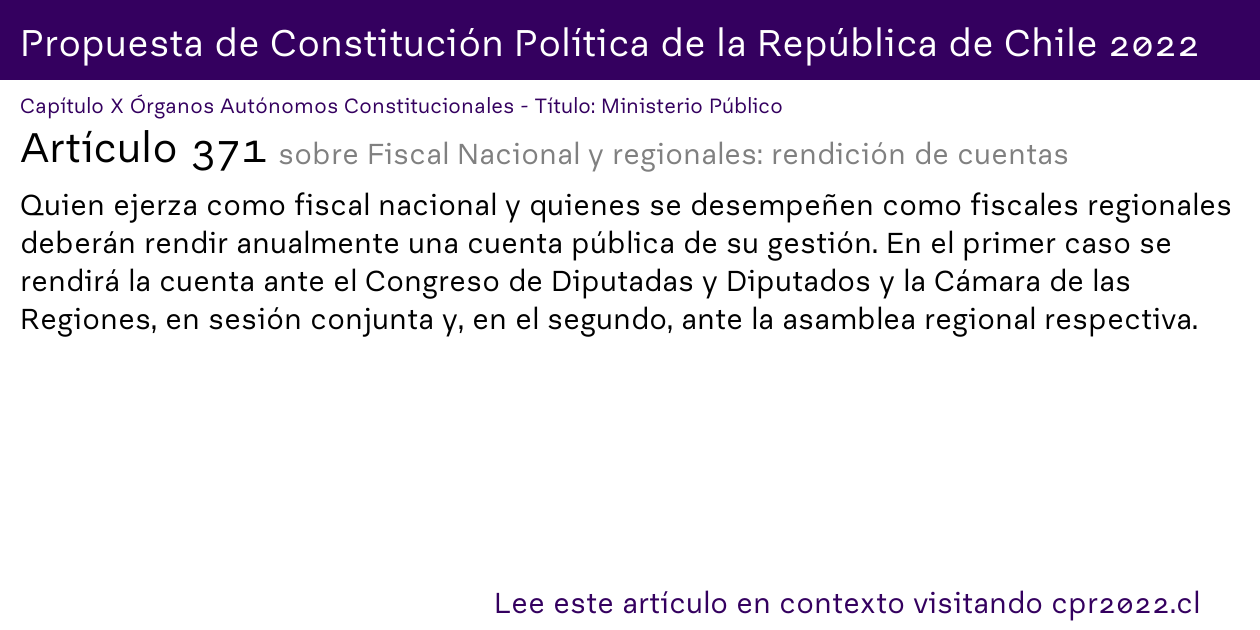 Propuesta de Constitución Política de la República de Chile 2022
Capítulo X Órganos Autónomos Constitucionales - Título: Ministerio Público
Artículo 371 sobre Fiscal Nacional y regionales: rendición de cuentas
Quien ejerza como fiscal nacional y quienes se desempeñen como fiscales regionales
deberán rendir anualmente una cuenta pública de su gestión. En el primer caso se
rendirá la cuenta ante el Congreso de Diputadas y Diputados y la Cámara de las
Regiones, en sesión conjunta y, en el segundo, ante la asamblea regional respectiva.
Lee este artículo en contexto visitando cpr2022.cl